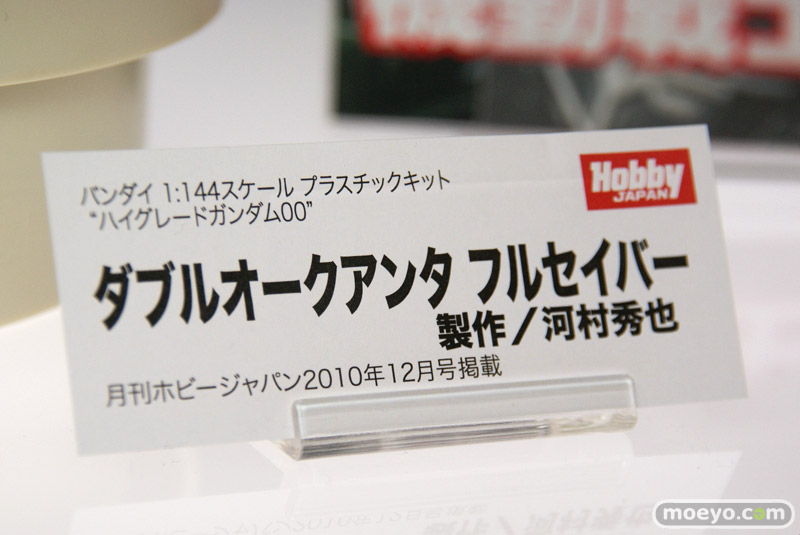 バンダイ 1:144スケール プラスチックキット
“ハイグレードガンダム00”
Hobby
JAPAN
ダブルオークアンタ フルセイバー
製作／河村秀也
月刊ホビージャパン2010年12月号掲載
moeyo.com